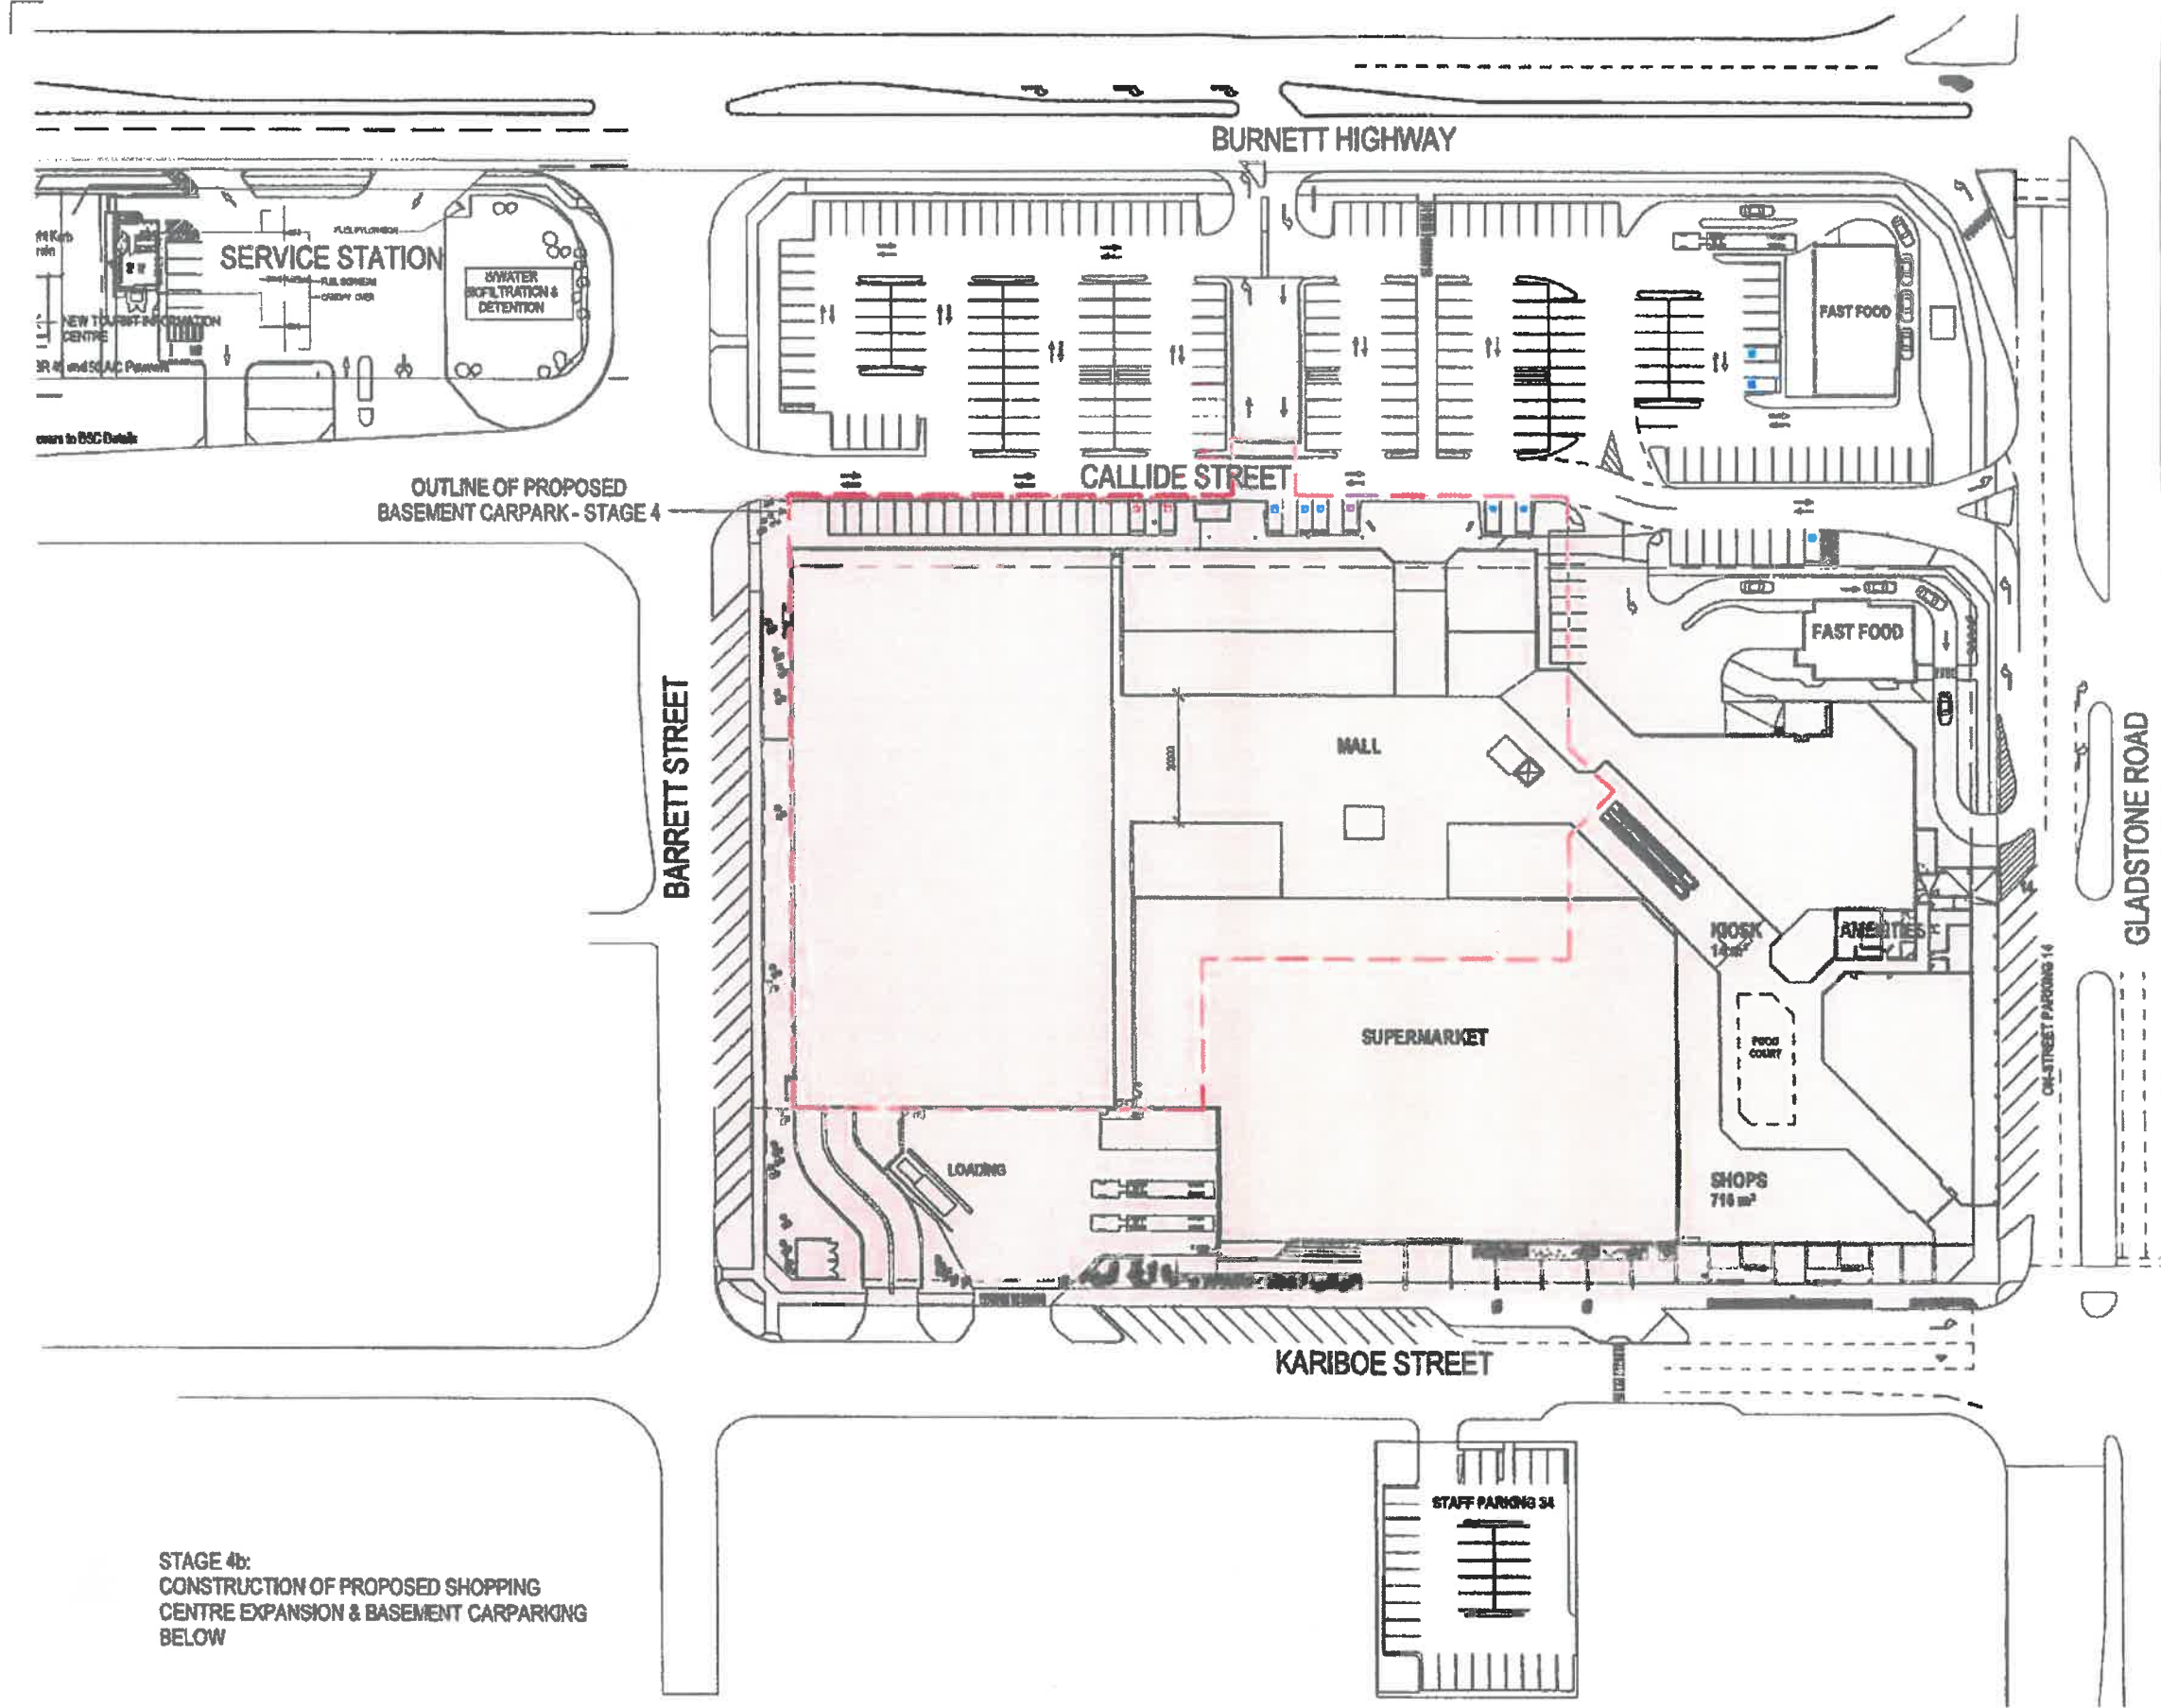 BURNETT HIGHWAY
SERVICE STATION
NEW TOURIST INFORMATION
CENTRE
S/WATER
BIOFILTRATION &
DETENTION
FAST FOOD
OUTLINE OF PROPOSED
BASEMENT CARPARK - STAGE 4
CALLIDE STREET
FAST FOOD
BARRETT STREET
MALL
GLADSTONE ROAD
KIOSK
AMENITIES
SUPERMARKET
FOOD
COURT
ON-STREET PARKING 14
LOADING
SHOPS
716 m²
KARIBOE STREET
STAFF PARKING 34
STAGE 4b:
CONSTRUCTION OF PROPOSED SHOPPING
CENTRE EXPANSION & BASEMENT CARPARKING
BELOW